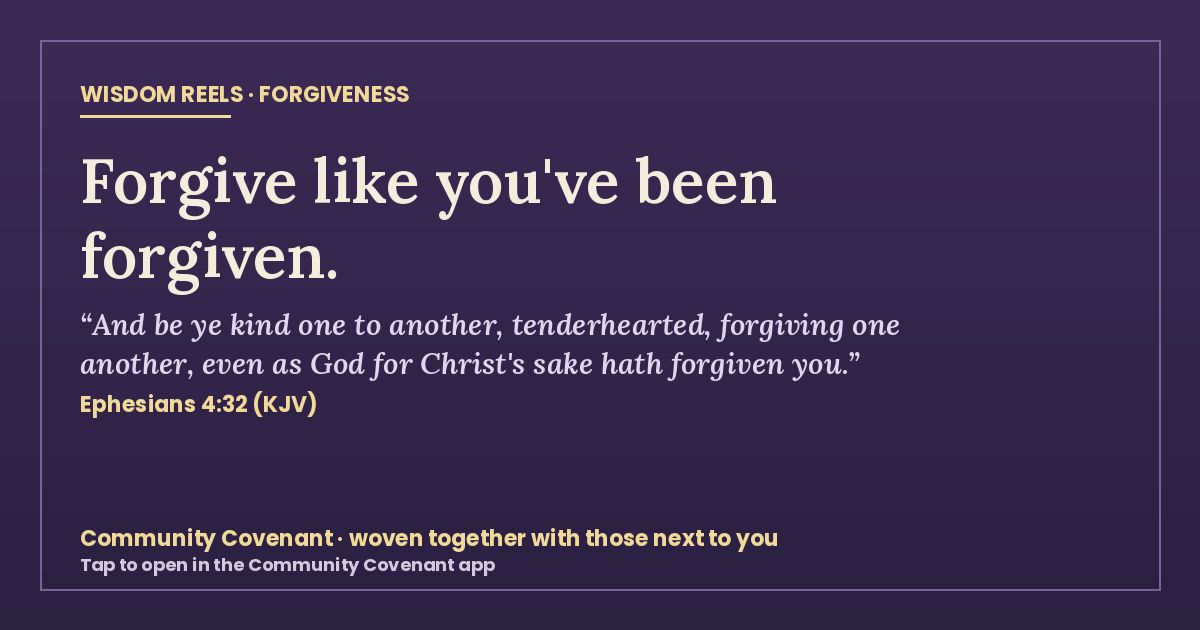 WISDOM REELS · FORGIVENESS
Forgive like you've been
forgiven.
“And be ye kind one to another, tenderhearted, forgiving one
another, even as God for Christ's sake hath forgiven you.”
Ephesians 4:32 (KJV)
Community Covenant · woven together with those next to you
Tap to open in the Community Covenant app